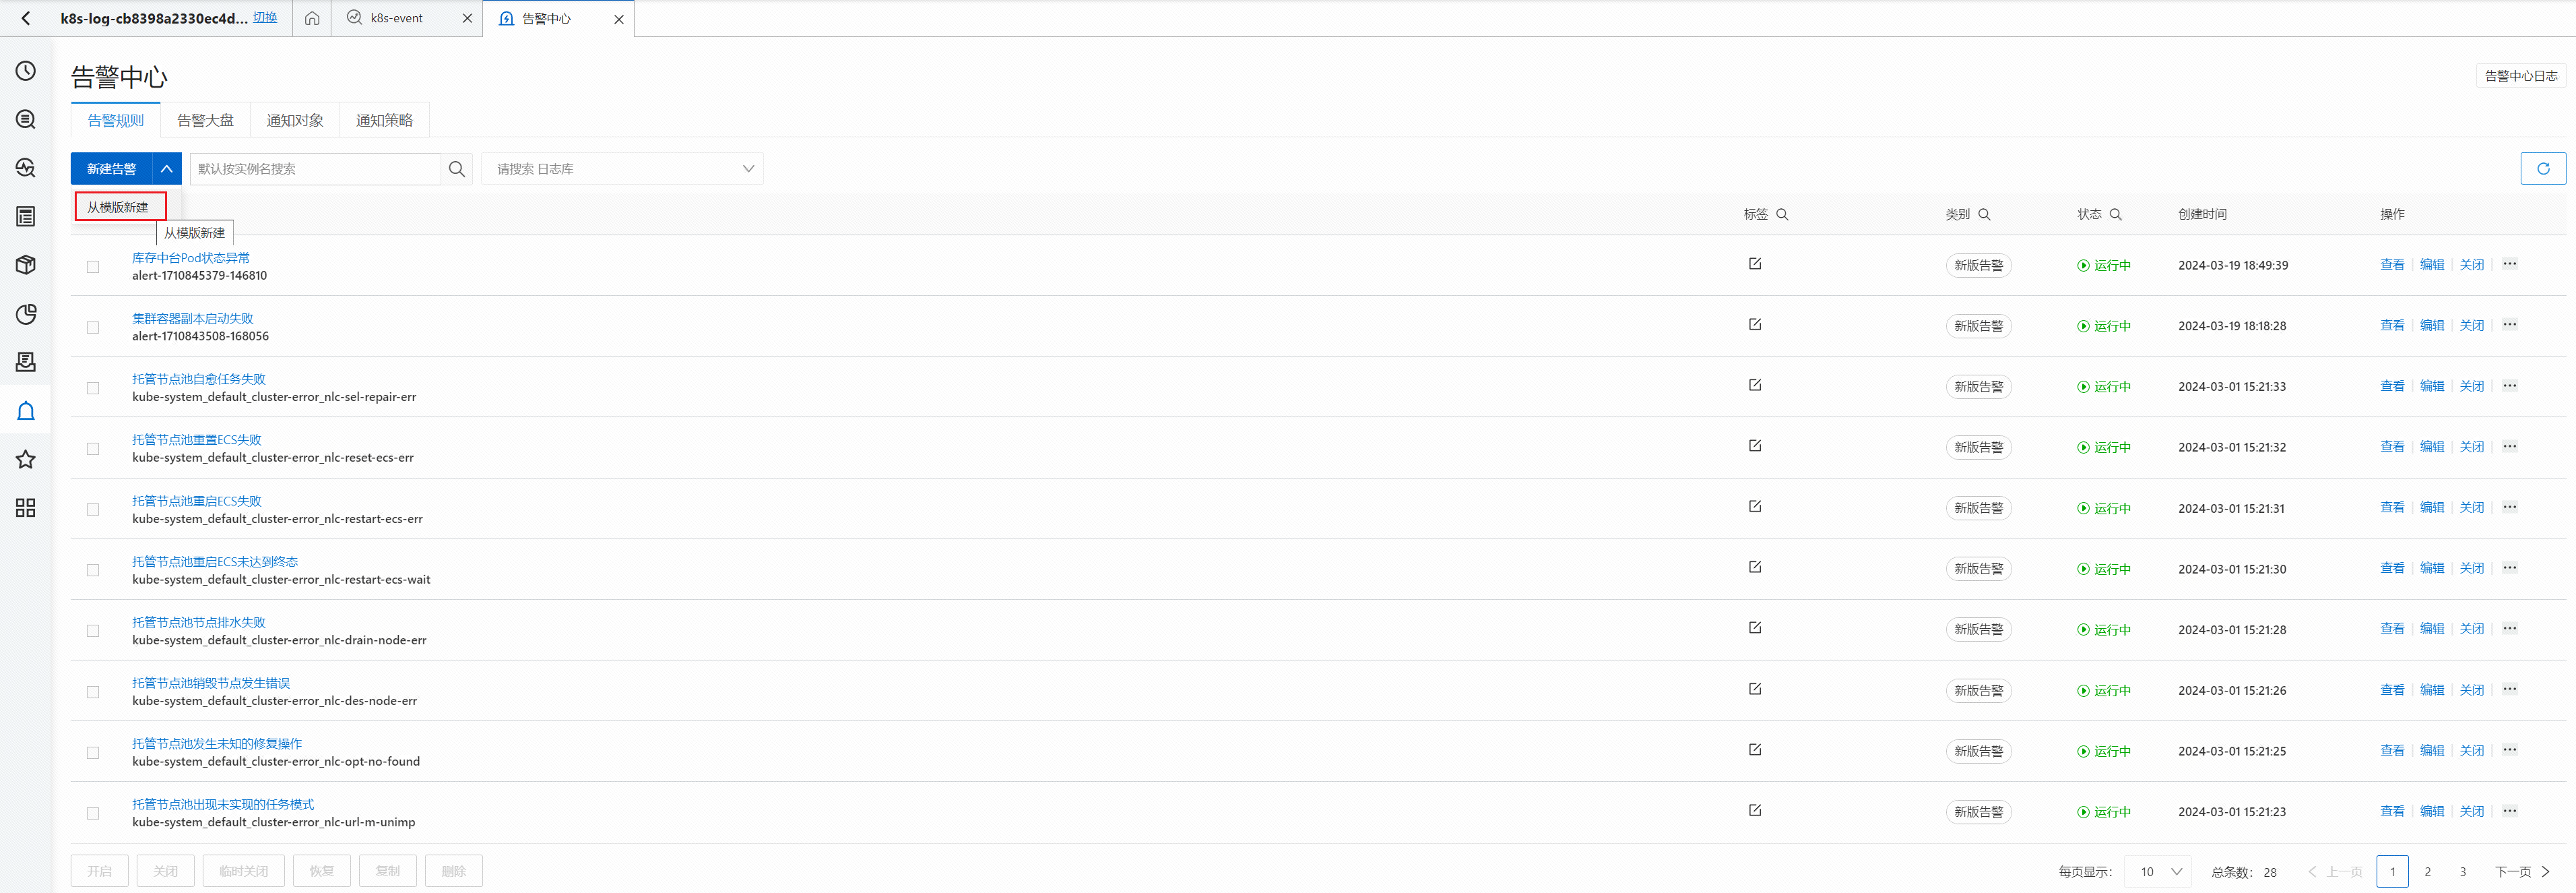 k8s-log-cb8398a2330ec4d... 切换 k8s-event 告警中心
告警中心
告警中心日志
告警规则 告警大盘 通知对象 通知策略
新建告警 默认按实例名搜索 请搜索 日志库
从模版新建
标签 类别 状态 创建时间 操作
从模版新建
库存中台Pod状态异常
alert-1710845379-146810
新版告警 运行中 2024-03-19 18:49:39 查看 编辑 关闭 ···
集群容器副本启动失败
alert-1710843508-168056
新版告警 运行中 2024-03-19 18:18:28 查看 编辑 关闭 ···
托管节点池自愈任务失败
kube-system_default_cluster-error_nlc-sel-repair-err
新版告警 运行中 2024-03-01 15:21:33 查看 编辑 关闭 ···
托管节点池重置ECS失败
kube-system_default_cluster-error_nlc-reset-ecs-err
新版告警 运行中 2024-03-01 15:21:32 查看 编辑 关闭 ···
托管节点池重启ECS失败
kube-system_default_cluster-error_nlc-restart-ecs-err
新版告警 运行中 2024-03-01 15:21:31 查看 编辑 关闭 ···
托管节点池重启ECS未达到终态
kube-system_default_cluster-error_nlc-restart-ecs-wait
新版告警 运行中 2024-03-01 15:21:30 查看 编辑 关闭 ···
托管节点池节点排水失败
kube-system_default_cluster-error_nlc-drain-node-err
新版告警 运行中 2024-03-01 15:21:28 查看 编辑 关闭 ···
托管节点池销毁节点发生错误
kube-system_default_cluster-error_nlc-des-node-err
新版告警 运行中 2024-03-01 15:21:26 查看 编辑 关闭 ···
托管节点池发生未知的修复操作
kube-system_default_cluster-error_nlc-opt-no-found
新版告警 运行中 2024-03-01 15:21:25 查看 编辑 关闭 ···
托管节点池出现未实现的任务模式
kube-system_default_cluster-error_nlc-url-m-unimp
新版告警 运行中 2024-03-01 15:21:23 查看 编辑 关闭 ···
开启 关闭 临时关闭 恢复 复制 删除 每页显示： 10 总条数： 28 上一页 1 2 3 下一页